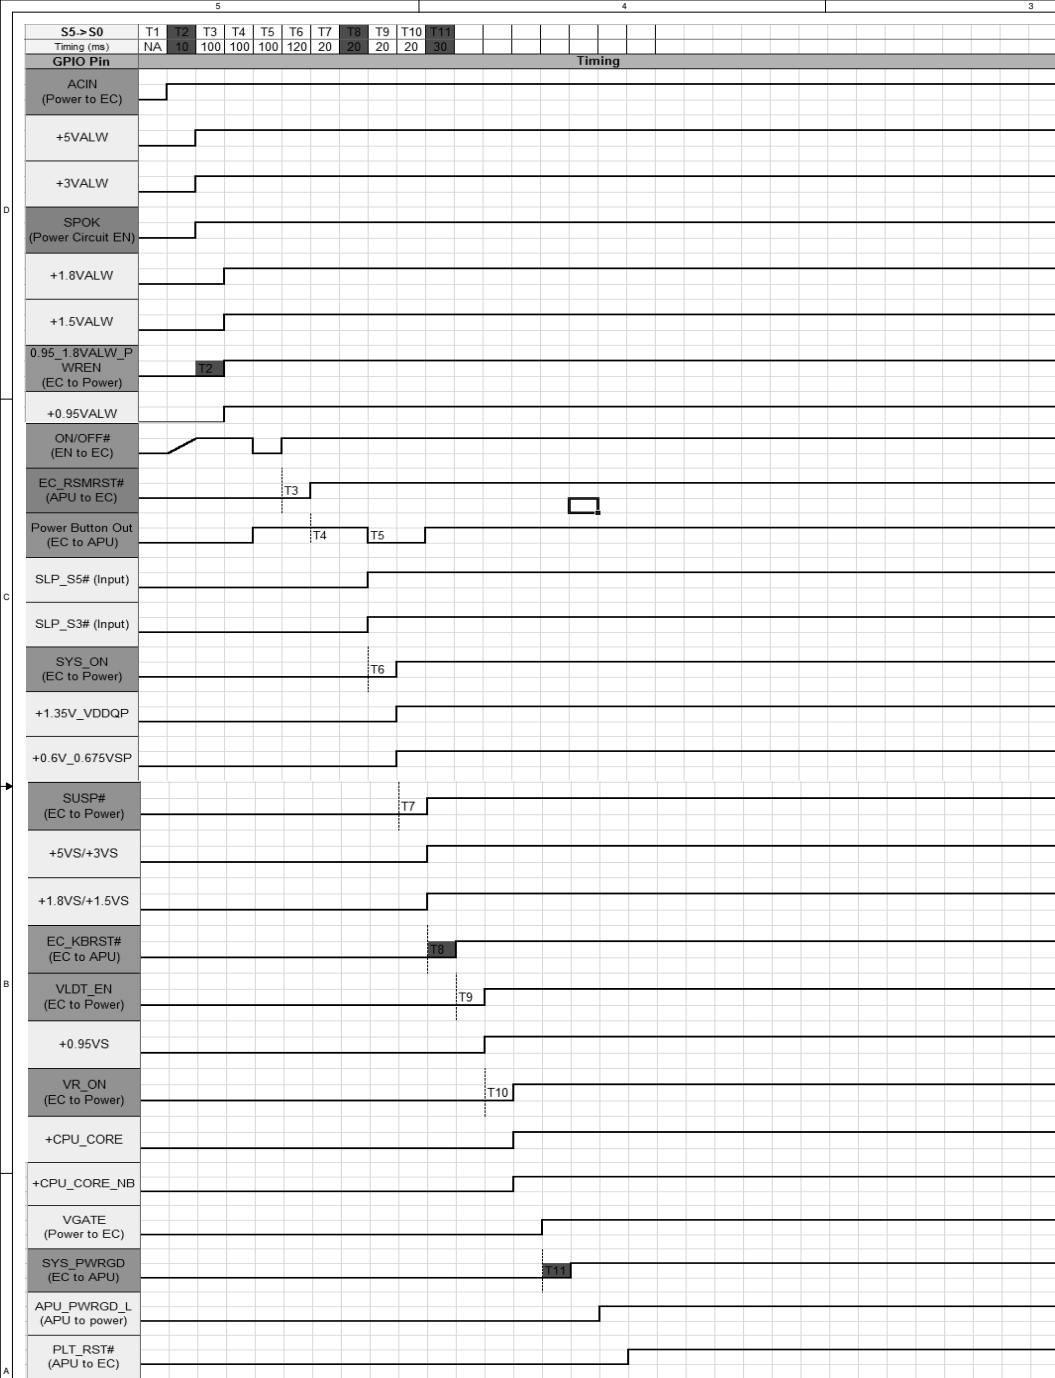 5 4 3
S5->S0 T1 T2 T3 T4 T5 T6 T7 T8 T9 T10 T11
Timing (ms) NA 10 100 100 100 120 20 20 20 20 30
GPIO Pin Timing
ACIN
(Power to EC)
+5VALW
+3VALW
D
SPOK
(Power Circuit EN)
+1.8VALW
+1.5VALW
0.95_1.8VALW_P
WREN
(EC to Power)
T2
+0.95VALW
ON/OFF#
(EN to EC)
EC_RSMRST#
(APU to EC)
T3
Power Button Out
(EC to APU)
T4 T5
SLP_S5# (Input)
C
SLP_S3# (Input)
SYS_ON
(EC to Power)
T6
+1.35V_VDDQP
+0.6V_0.675VSP
SUSP#
(EC to Power)
T7
+5VS/+3VS
+1.8VS/+1.5VS
EC_KBRST#
(EC to APU)
T8
B
VLDT_EN
(EC to Power)
T9
+0.95VS
VR_ON
(EC to Power)
T10
+CPU_CORE
+CPU_CORE_NB
VGATE
(Power to EC)
SYS_PWRGD
(EC to APU)
T11
APU_PWRGD_L
(APU to power)
PLT_RST#
(APU to EC)
A